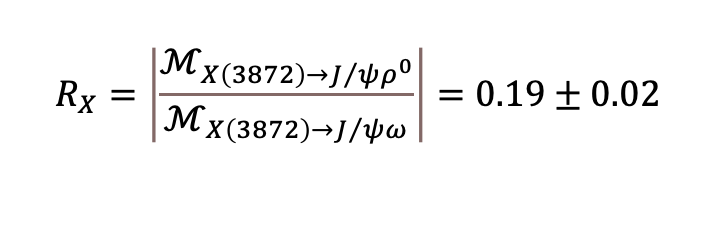 R_X = |ℳ_{X(3872)→J/ψρ⁰} / ℳ_{X(3872)→J/ψω}| = 0.19 ± 0.02